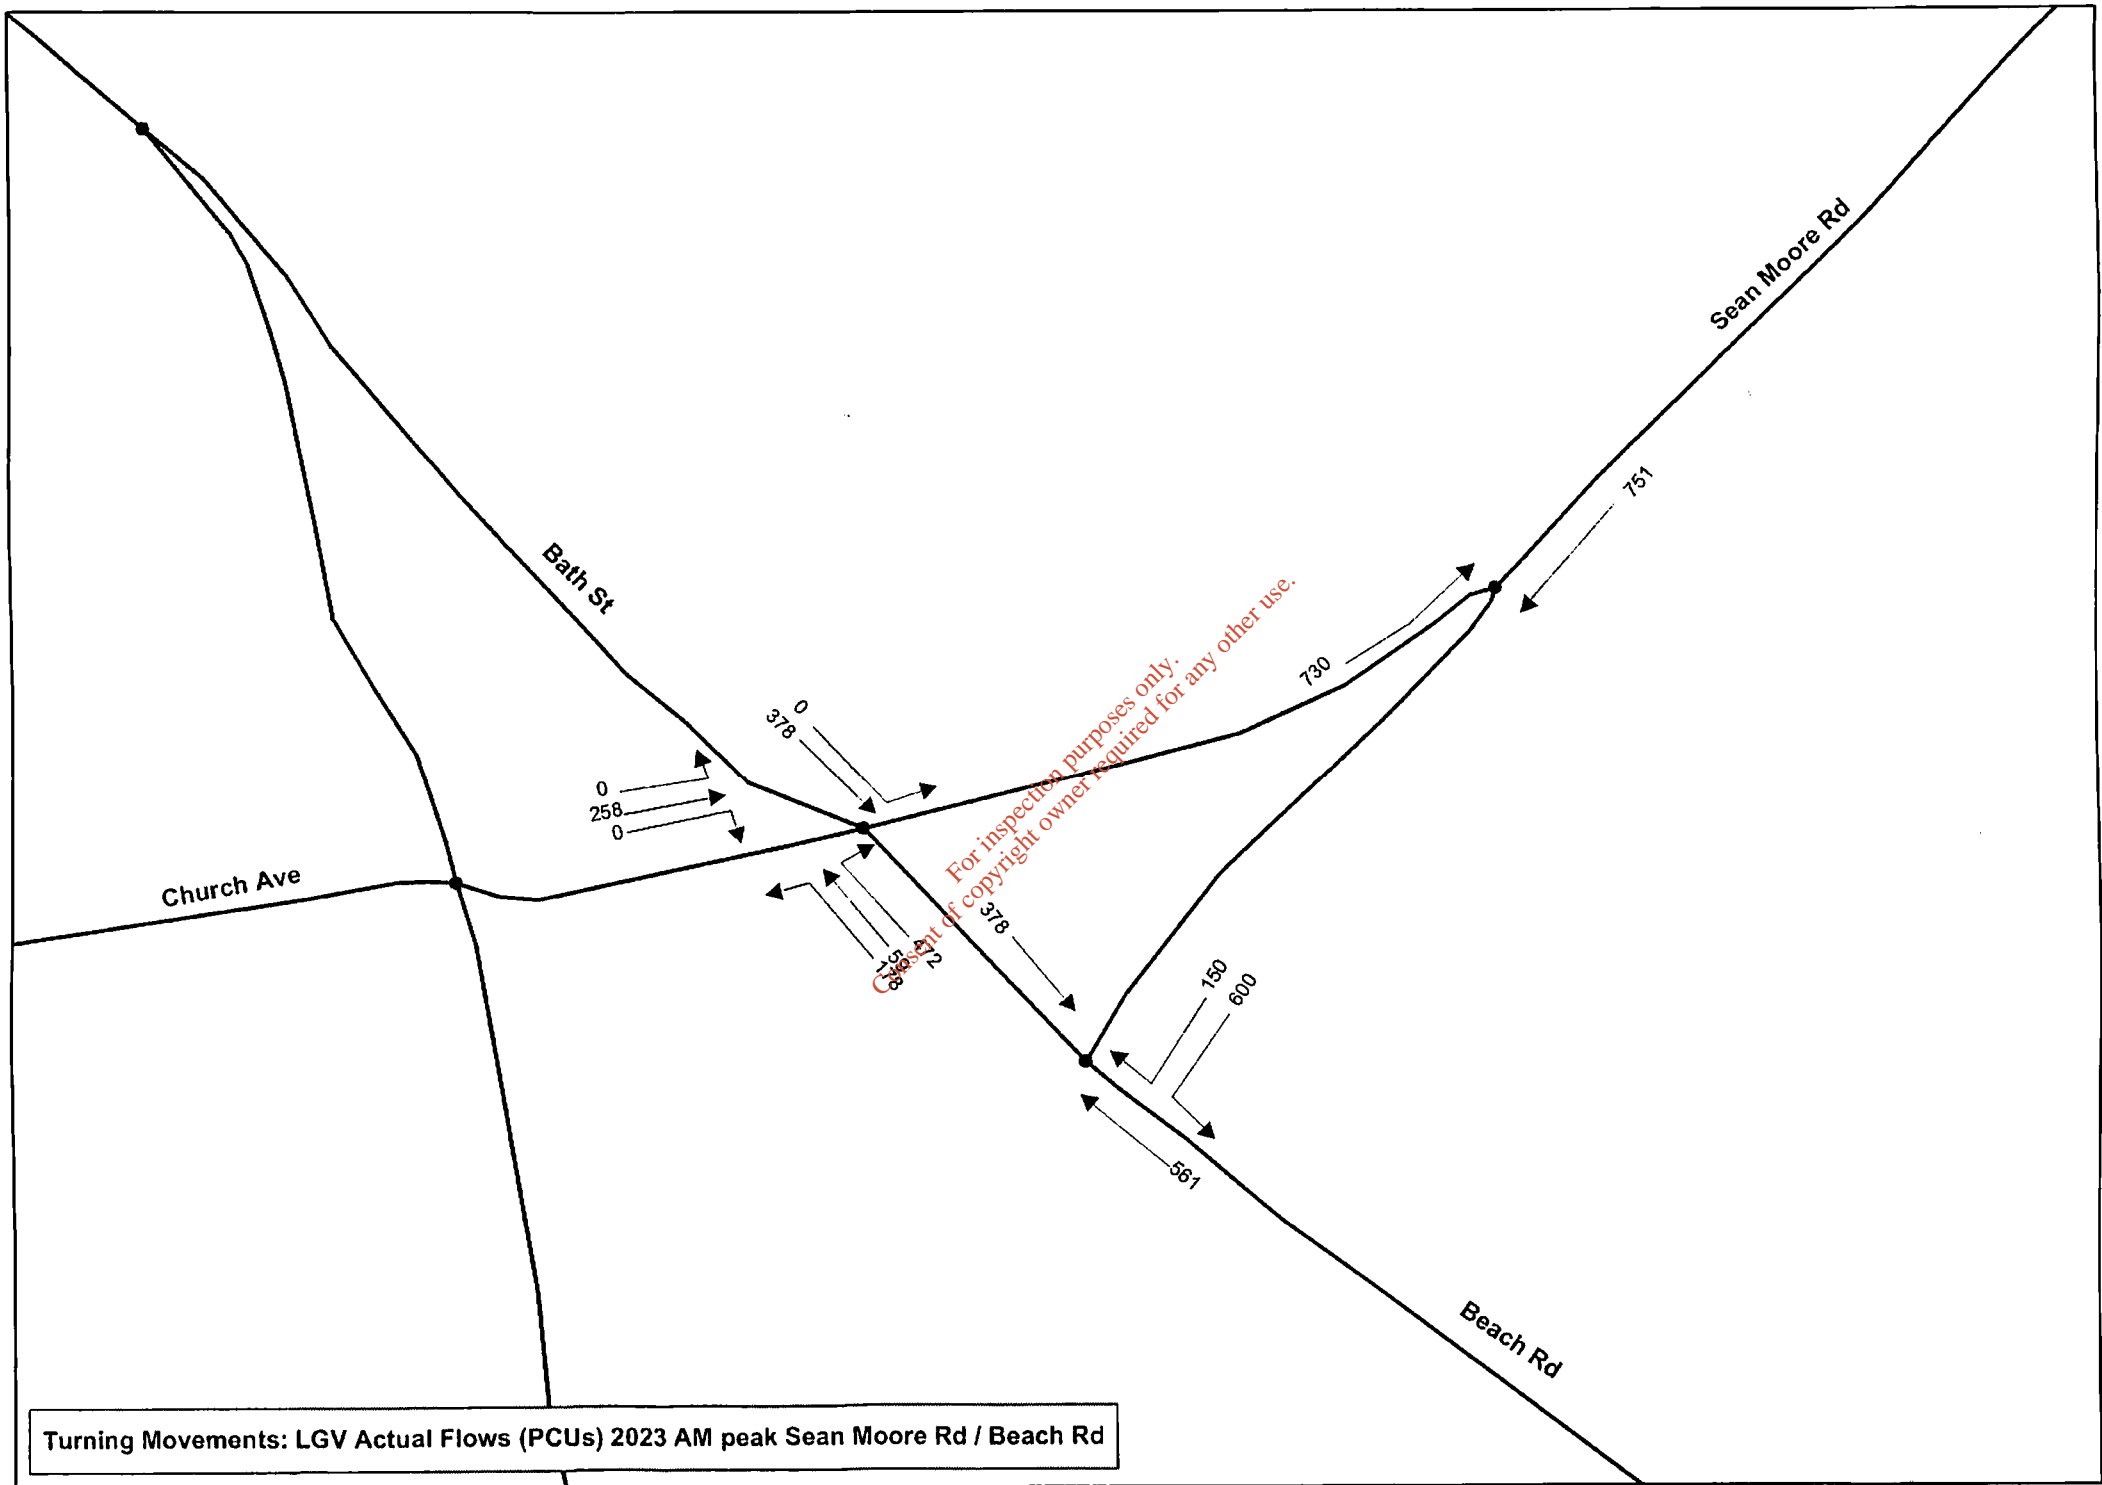 Sean Moore Rd
751
Bath St
730
0
378
0
258
0
Church Ave
472
178
378
150
600
561
Beach Rd
For inspection purposes only.
Consent of copyright owner required for any other use.
Turning Movements: LGV Actual Flows (PCUs) 2023 AM peak Sean Moore Rd / Beach Rd